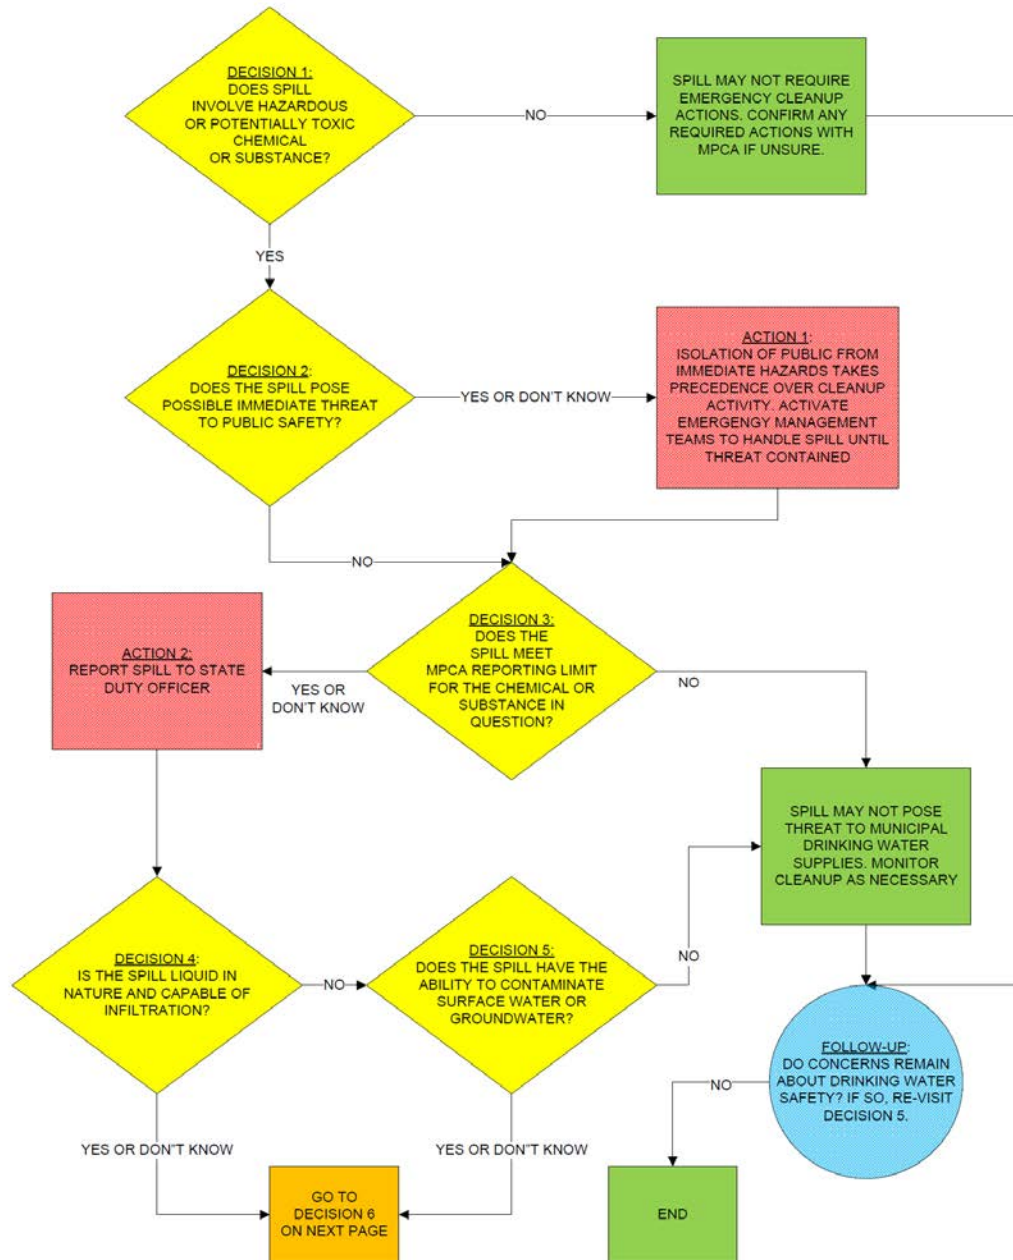 DECISION 1:
DOES SPILL
INVOLVE HAZARDOUS
OR POTENTIALLY TOXIC
CHEMICAL
OR SUBSTANCE?
NO
SPILL MAY NOT REQUIRE
EMERGENCY CLEANUP
ACTIONS. CONFIRM ANY
REQUIRED ACTIONS WITH
MPCA IF UNSURE.
YES
DECISION 2:
DOES THE SPILL POSE
POSSIBLE IMMEDIATE THREAT
TO PUBLIC SAFETY?
YES OR DON'T KNOW
ACTION 1:
ISOLATION OF PUBLIC FROM
IMMEDIATE HAZARDS TAKES
PRECEDENCE OVER CLEANUP
ACTIVITY. ACTIVATE
EMERGENCY MANAGEMENT
TEAMS TO HANDLE SPILL UNTIL
THREAT CONTAINED
NO
DECISION 3:
DOES THE
SPILL MEET
MPCA REPORTING LIMIT
FOR THE CHEMICAL OR
SUBSTANCE IN
QUESTION?
YES OR
DON'T KNOW
ACTION 2:
REPORT SPILL TO STATE
DUTY OFFICER
NO
SPILL MAY NOT POSE
THREAT TO MUNICIPAL
DRINKING WATER
SUPPLIES. MONITOR
CLEANUP AS NECESSARY
DECISION 4:
IS THE SPILL LIQUID IN
NATURE AND CAPABLE OF
INFILTRATION?
NO
DECISION 5:
DOES THE SPILL HAVE THE
ABILITY TO CONTAMINATE
SURFACE WATER OR
GROUNDWATER?
NO
FOLLOW-UP:
DO CONCERNS REMAIN
ABOUT DRINKING WATER
SAFETY? IF SO, RE-VISIT
DECISION 5.
NO
YES OR DON"T KNOW
YES OR DON"T KNOW
GO TO
DECISION 6
ON NEXT PAGE
END